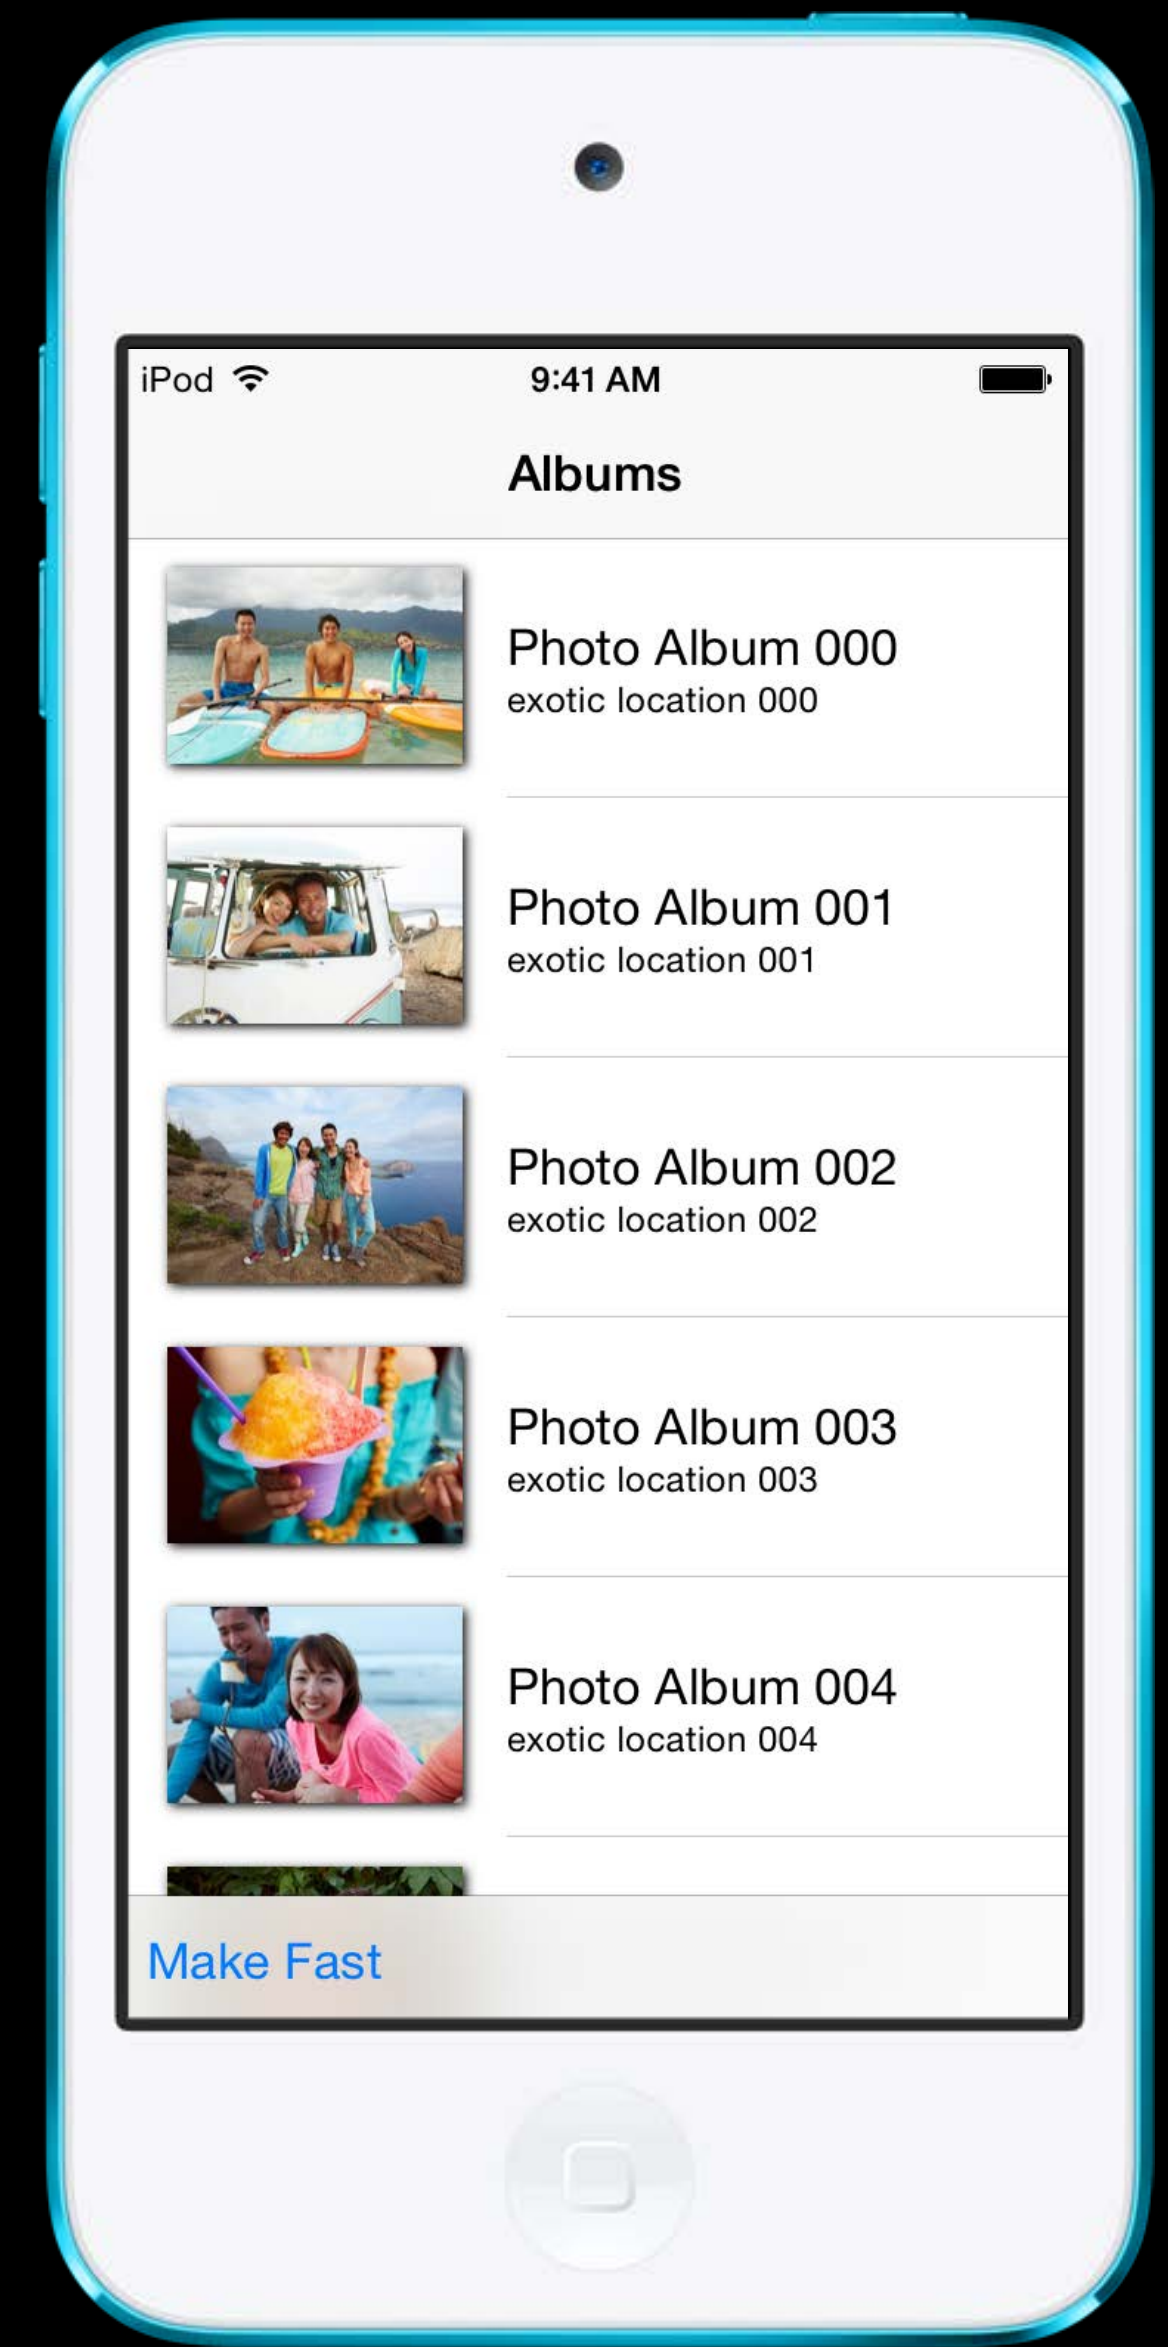 iPod 9:41 AM
Albums
Photo Album 000
exotic location 000
Photo Album 001
exotic location 001
Photo Album 002
exotic location 002
Photo Album 003
exotic location 003
Photo Album 004
exotic location 004
Make Fast